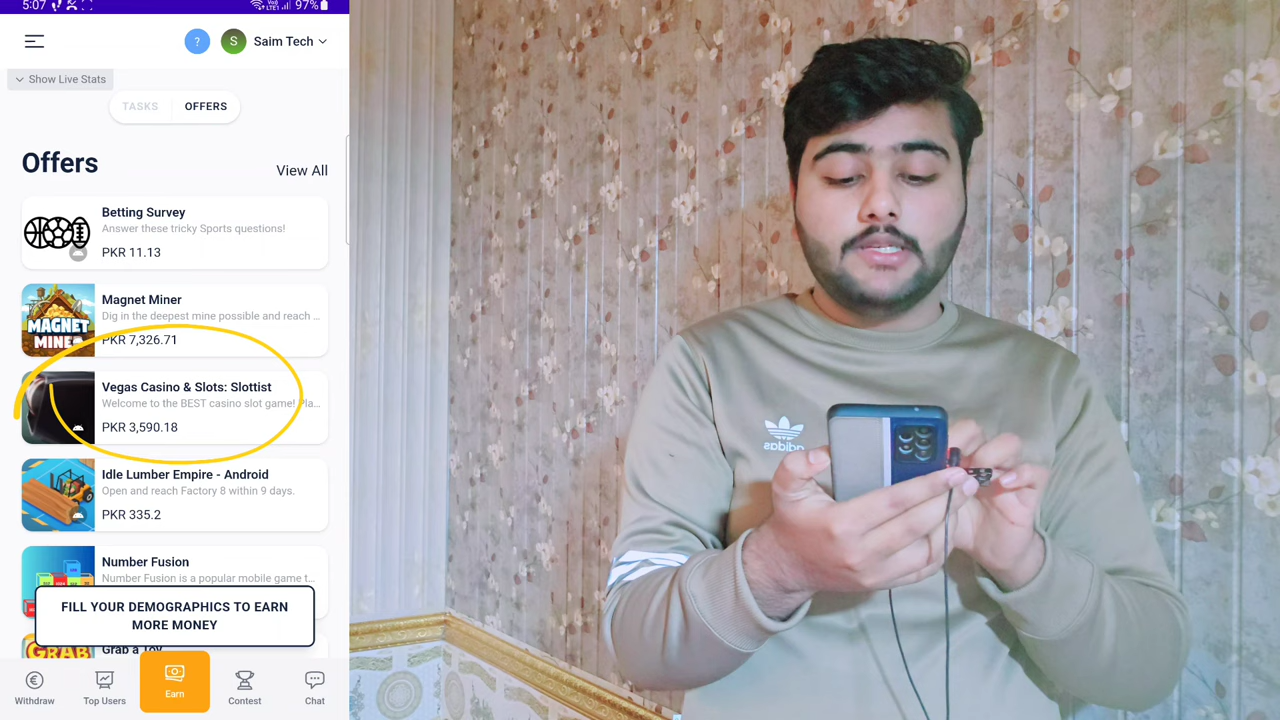 5:07
Vo)) LTE1 97%
?
S
Saim Tech
Show Live Stats
TASKS OFFERS
Offers
View All
Betting Survey
Answer these tricky Sports questions!
PKR 11.13
MAGNET
MINE
Magnet Miner
Dig in the deepest mine possible and reach ...
PKR 7,326.71
Vegas Casino & Slots: Slottist
Welcome to the BEST casino slot game! Pla...
PKR 3,590.18
Idle Lumber Empire - Android
Open and reach Factory 8 within 9 days.
PKR 335.2
Number Fusion
Number Fusion is a popular mobile game t...
FILL YOUR DEMOGRAPHICS TO EARN
MORE MONEY
GRAB
Grab a Toy
Withdraw
Top Users
Earn
Contest
Chat
adidas